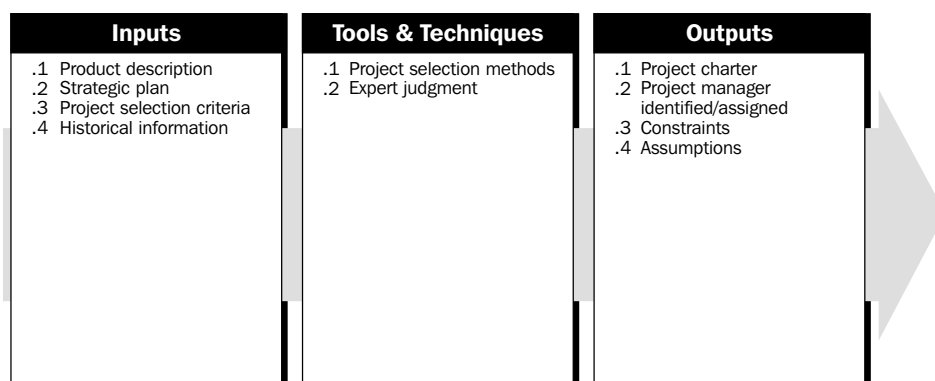 Inputs
.1 Product description
.2 Strategic plan
.3 Project selection criteria
.4 Historical information
Tools & Techniques
.1 Project selection methods
.2 Expert judgment
Outputs
.1 Project charter
.2 Project manager
identified/assigned
.3 Constraints
.4 Assumptions